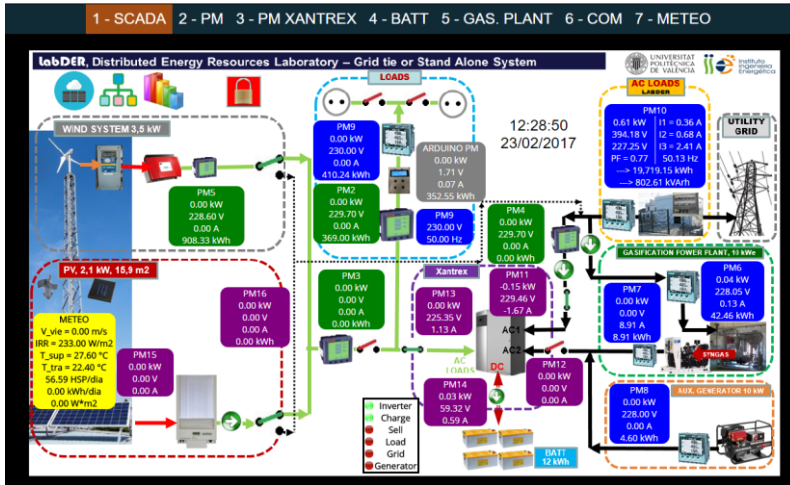 1 - SCADA 2 - PM 3 - PM XANTREX 4 - BATT 5 - GAS. PLANT 6 - COM 7 - METEO
LabDER, Distributed Energy Resources Laboratory – Grid tie or Stand Alone System
UNIVERSITAT
POLITÈCNICA
DE VALÈNCIA
Instituto
Ingeniería
Energética
WIND SYSTEM 3,5 kW
PM5
0.00 kW
228.60 V
0.00 A
908.33 kWh
LOADS
PM9
0.00 kW
230.00 V
0.00 A
410.24 kWh
PM2
0.00 kW
229.70 V
0.00 A
369.00 kWh
ARDUINO PM
0.00 kW
1.71 V
0.07 A
352.55 kWh
PM9
230.00 V
50.00 Hz
12:28:50
23/02/2017
AC LOADS
LABDER
PM10
0.61 kW I1 = 0.36 A
394.18 V I2 = 0.68 A
227.25 V I3 = 2.41 A
PF = 0.77 50.13 Hz
---> 19,719.15 kWh
---> 802.61 kVArh
UTILITY
GRID
PM4
0.00 kW
229.70 V
0.00 A
0.00 kWh
GASIFICATION POWER PLANT, 10 kWe
PM6
0.04 kW
228.05 V
0.13 A
42.46 kWh
PM7
0.00 kW
0.00 V
8.91 A
8.91 kWh
SYNGAS
PV, 2,1 kW, 15,9 m2
METEO
V_vie = 0.00 m/s
IRR = 233.00 W/m2
T_sup = 27.60 ºC
T_tra = 22.40 ºC
56.59 HSP/dia
0.00 kWh/dia
0.00 W*m2
PM15
0.00 kW
0.00 V
0.00 A
PM16
0.00 kW
0.00 V
0.00 A
0.00 kWh
PM3
0.00 kW
0.00 V
0.00 A
0.00 kWh
Xantrex
PM13
0.00 kW
225.35 V
1.13 A
PM11
-0.15 kW
229.46 V
-1.67 A
AC1
AC2
DC
AC
LOADS
PM12
0.00 kW
0.00 V
0.00 A
PM14
0.03 kW
59.32 V
0.59 A
Inverter
Charge
Sell
Load
Grid
Generator
BATT
12 kWh
AUX. GENERATOR 10 kW
PM8
0.00 kW
228.00 V
0.00 A
4.60 kWh